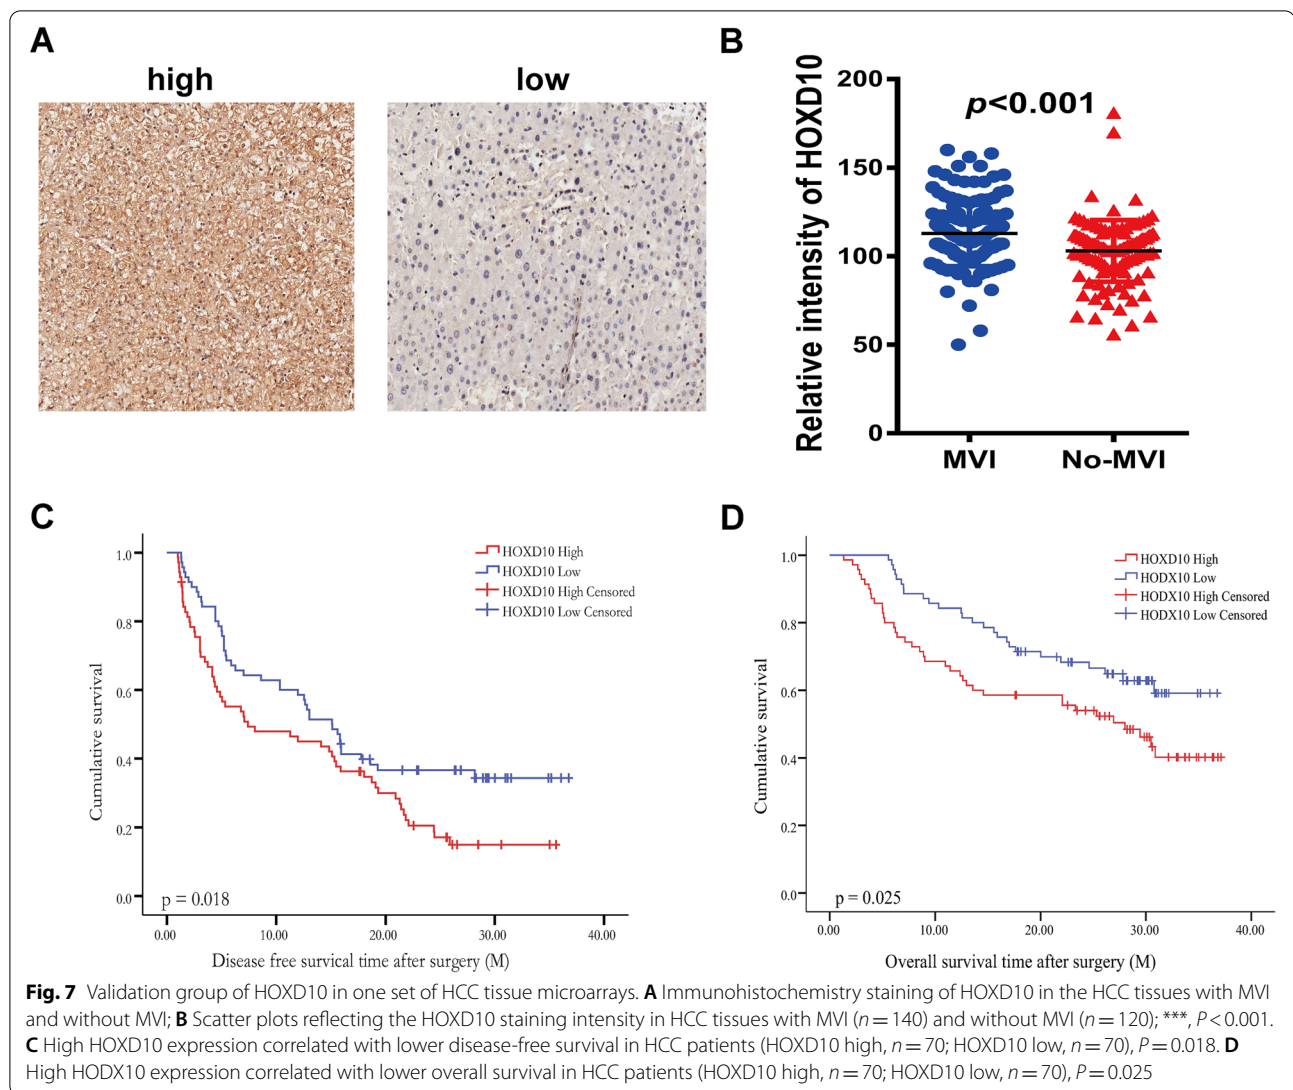 A
high
low
B
Relative intensity of HOXD10
200
150
100
50
0
p<0.001
MVI
No-MVI
C
Cumulative survival
1.0
0.8
0.6
0.4
0.2
0.0
HOXD10 High
HOXD10 Low
HOXD10 High Censored
HOXD10 Low Censored
p = 0.018
0.00 10.00 20.00 30.00 40.00
Disease free survical time after surgery (M)
D
Cumulative survival
1.0
0.8
0.6
0.4
0.2
0.0
HOXD10 High
HODX10 Low
HODX10 High Censored
HODX10 Low Censored
p = 0.025
0.00 10.00 20.00 30.00 40.00
Overall survival time after surgery (M)
Fig. 7 Validation group of HOXD10 in one set of HCC tissue microarrays. A Immunohistochemistry staining of HOXD10 in the HCC tissues with MVI
and without MVI; B Scatter plots reflecting the HOXD10 staining intensity in HCC tissues with MVI (n = 140) and without MVI (n = 120); ***, P < 0.001.
C High HOXD10 expression correlated with lower disease-free survival in HCC patients (HOXD10 high, n = 70; HOXD10 low, n = 70), P = 0.018. D
High HODX10 expression correlated with lower overall survival in HCC patients (HOXD10 high, n = 70; HOXD10 low, n = 70), P = 0.025